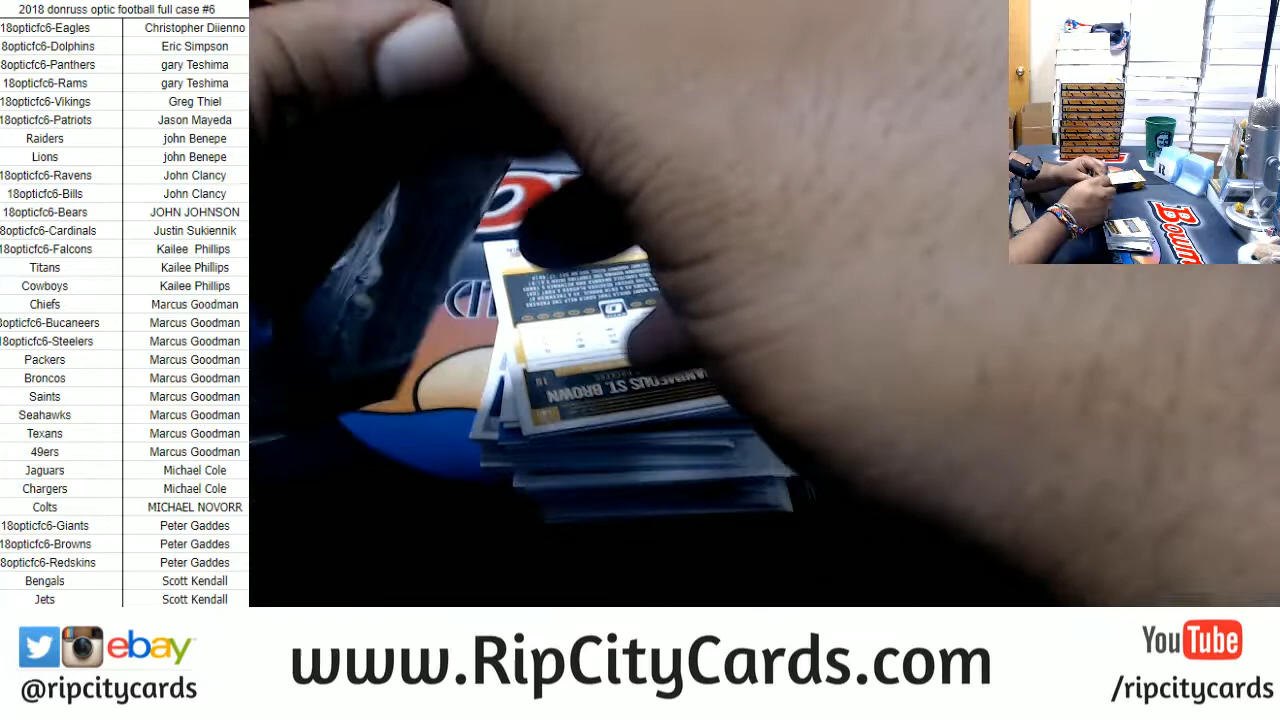 2018 donruss optic football full case #6
18opticfc6-Eagles Christopher Diienno
8opticfc6-Dolphins Eric Simpson
8opticfc6-Panthers gary Teshima
18opticfc6-Rams gary Teshima
18opticfc6-Vikings Greg Thiel
18opticfc6-Patriots Jason Mayeda
Raiders john Benepe
Lions john Benepe
18opticfc6-Ravens John Clancy
18opticfc6-Bills John Clancy
18opticfc6-Bears JOHN JOHNSON
8opticfc6-Cardinals Justin Sukiennik
18opticfc6-Falcons Kailee Phillips
Titans Kailee Phillips
Cowboys Kailee Phillips
Chiefs Marcus Goodman
8opticfc6-Bucaneers Marcus Goodman
18opticfc6-Steelers Marcus Goodman
Packers Marcus Goodman
Broncos Marcus Goodman
Saints Marcus Goodman
Seahawks Marcus Goodman
Texans Marcus Goodman
49ers Marcus Goodman
Jaguars Michael Cole
Chargers Michael Cole
Colts MICHAEL NOVORR
18opticfc6-Giants Peter Gaddes
18opticfc6-Browns Peter Gaddes
8opticfc6-Redskins Peter Gaddes
Bengals Scott Kendall
Jets Scott Kendall
ST. BROWN
PACKERS
R
Bown
ebay
@ripcitycards
www.RipCityCards.com
YouTube
/ripcitycards